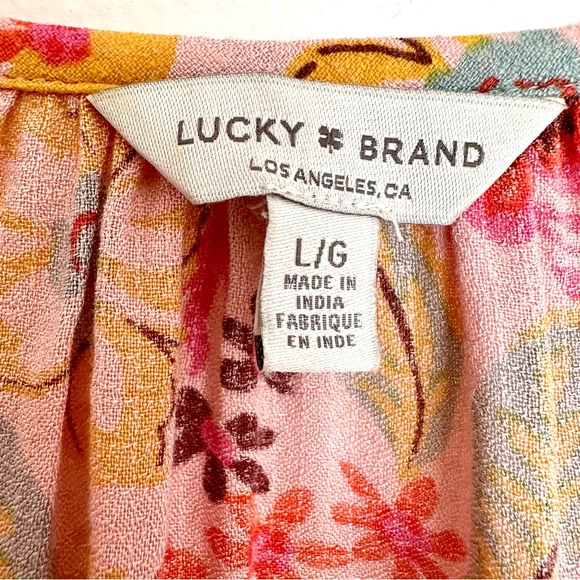 LUCKY BRAND
LOS ANGELES, CA
L/G
MADE IN
INDIA
FABRIQUE
EN INDE